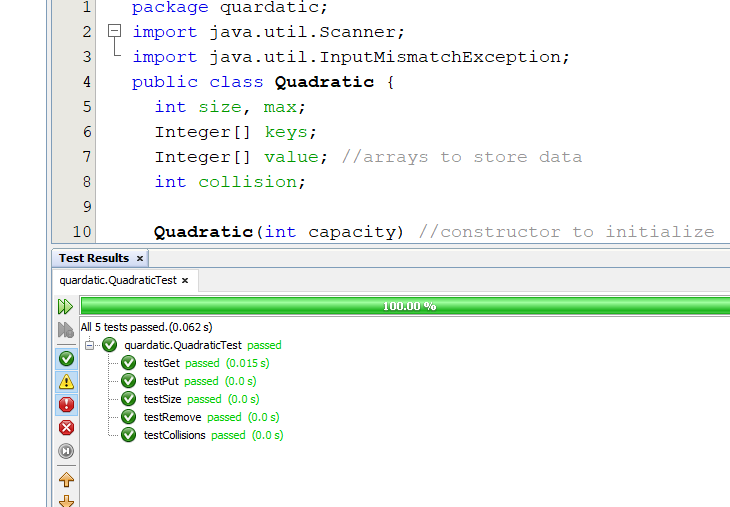 1 package quardatic;
2 import java.util.Scanner;
3 import java.util.InputMismatchException;
4 public class Quadratic {
5 int size, max;
6 Integer[] keys;
7 Integer[] value; //arrays to store data
8 int collision;
9
10 Quadratic(int capacity) //constructor to initialize
Test Results ×
quardatic.QuadraticTest ×
100.00 %
All 5 tests passed.(0.062 s)
quardatic.QuadraticTest passed
testGet passed (0.015 s)
testPut passed (0.0 s)
testSize passed (0.0 s)
testRemove passed (0.0 s)
testCollisions passed (0.0 s)